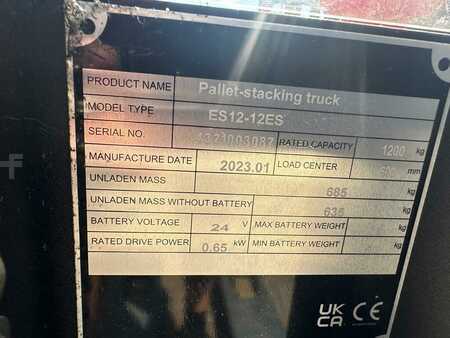 PRODUCT NAME Pallet-stacking truck
MODEL TYPE ES12-12ES
SERIAL NO. RATED CAPACITY 1200 kg
MANUFACTURE DATE 2023.01 LOAD CENTER 600 mm
UNLADEN MASS 685 kg
UNLADEN MASS WITHOUT BATTERY 635 kg
BATTERY VOLTAGE 24 V MAX BATTERY WEIGHT kg
RATED DRIVE POWER 0.65 kW MIN BATTERY WEIGHT kg
UK CA CE